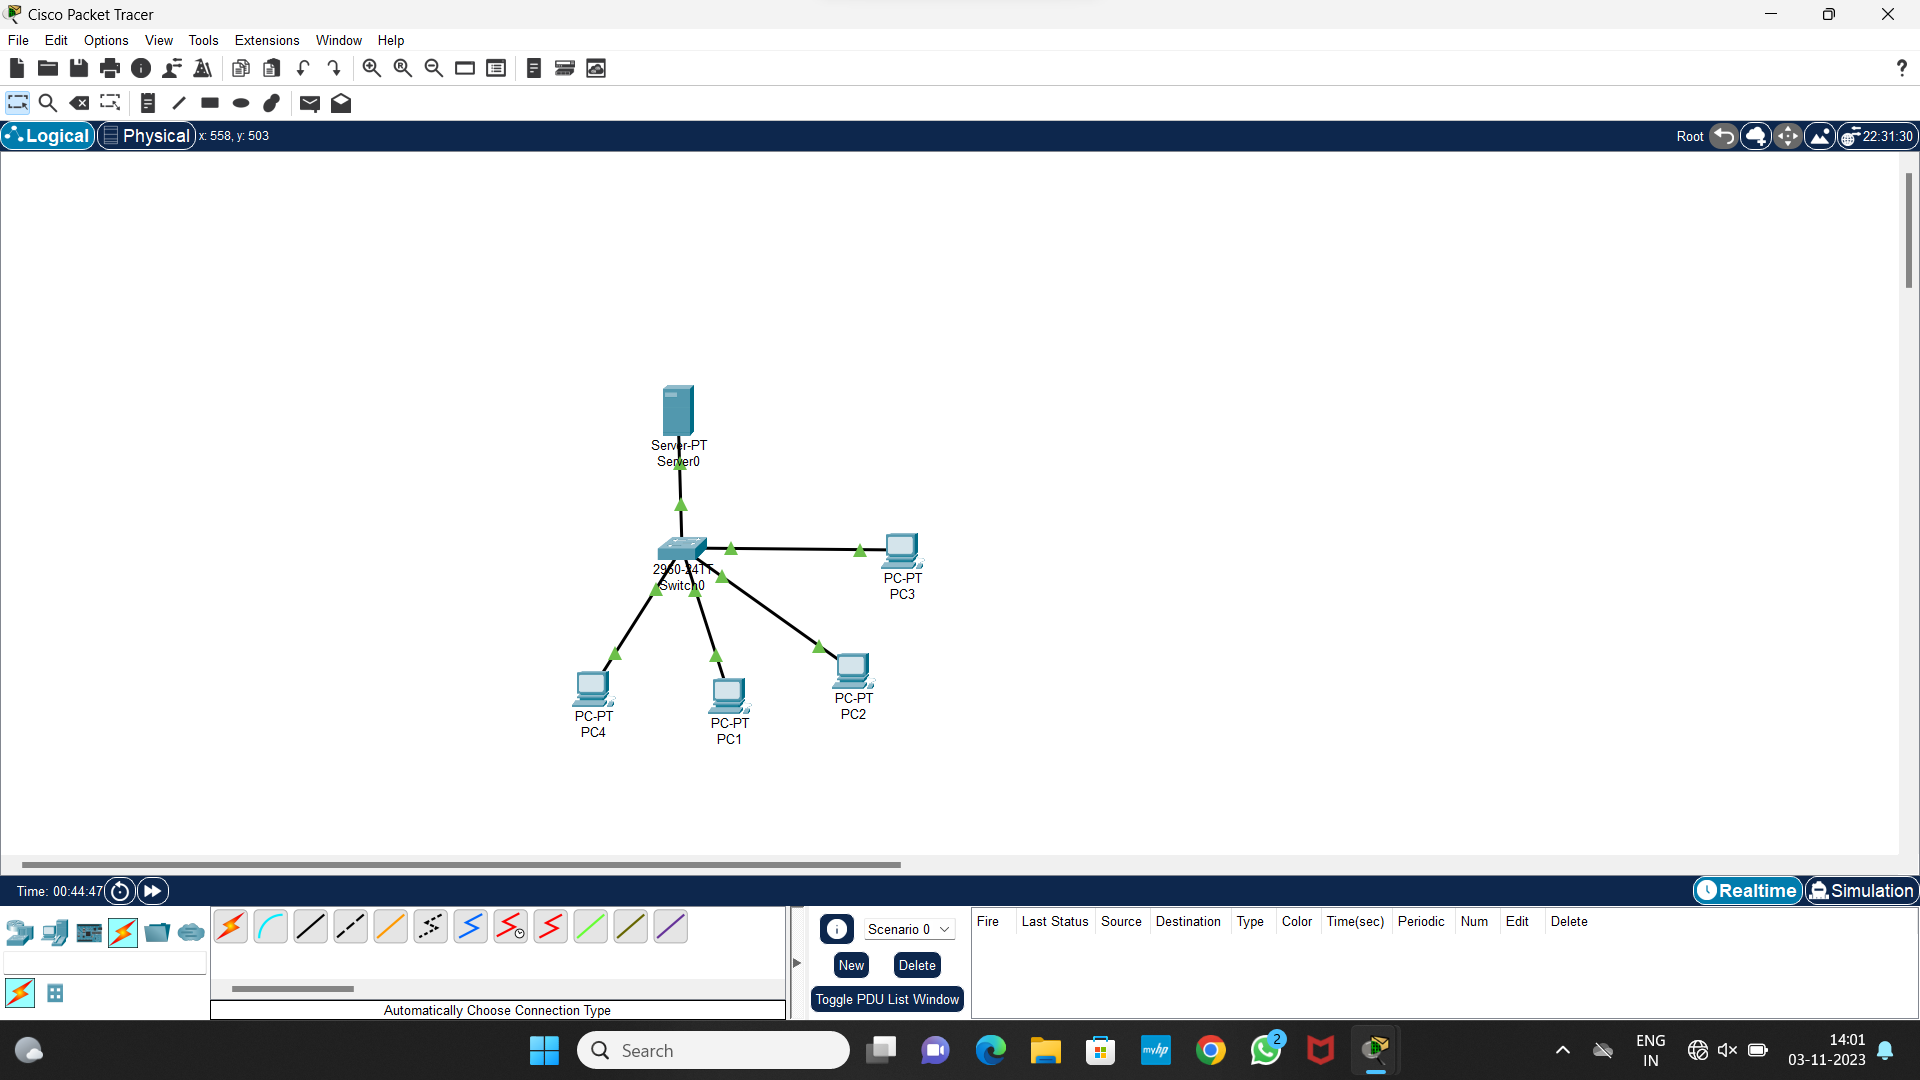 Cisco Packet Tracer
File Edit Options View Tools Extensions Window Help
?
Logical Physical x: 558, y: 503 Root 22:31:30
Server-PT
Server0
2960-24TT
Switch0
PC-PT
PC3
PC-PT
PC2
PC-PT
PC4
PC-PT
PC1
Time: 00:44:47 Realtime Simulation
Scenario 0
New Delete
Toggle PDU List Window
Fire Last Status Source Destination Type Color Time(sec) Periodic Num Edit Delete
Automatically Choose Connection Type
Search
myhp
2
ENG
IN
14:01
03-11-2023